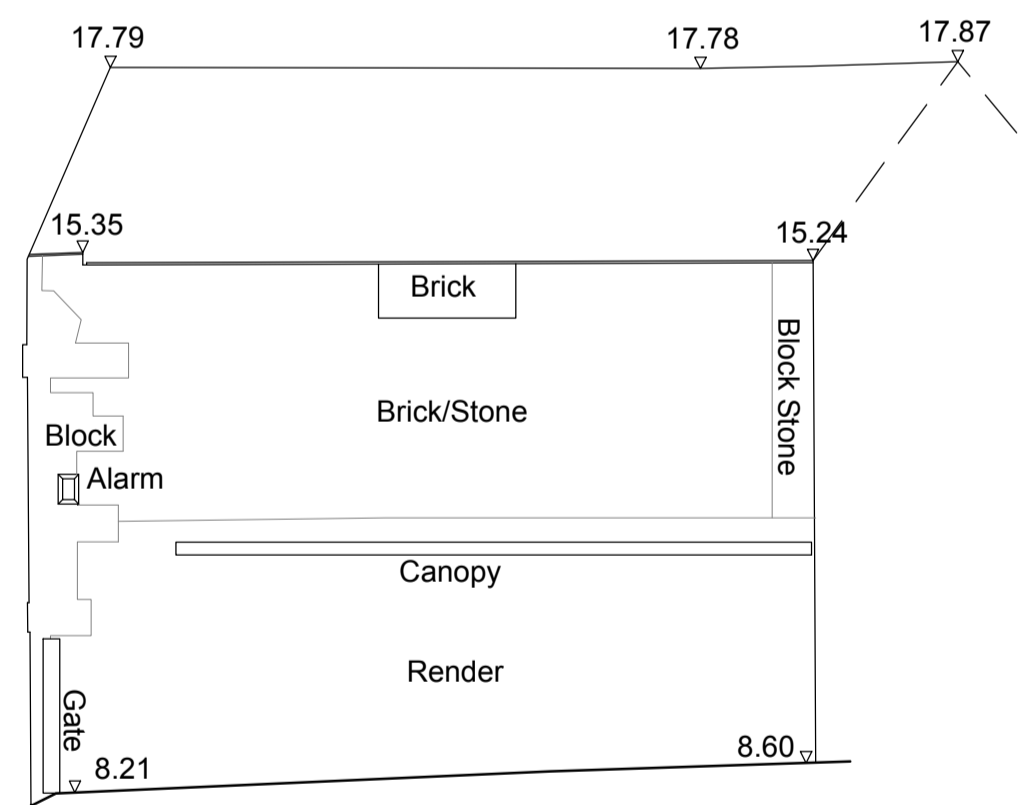 17.79
17.78
17.87
15.35
15.24
Brick
Block Stone
Brick/Stone
Block
Alarm
Canopy
Render
Gate
8.21
8.60